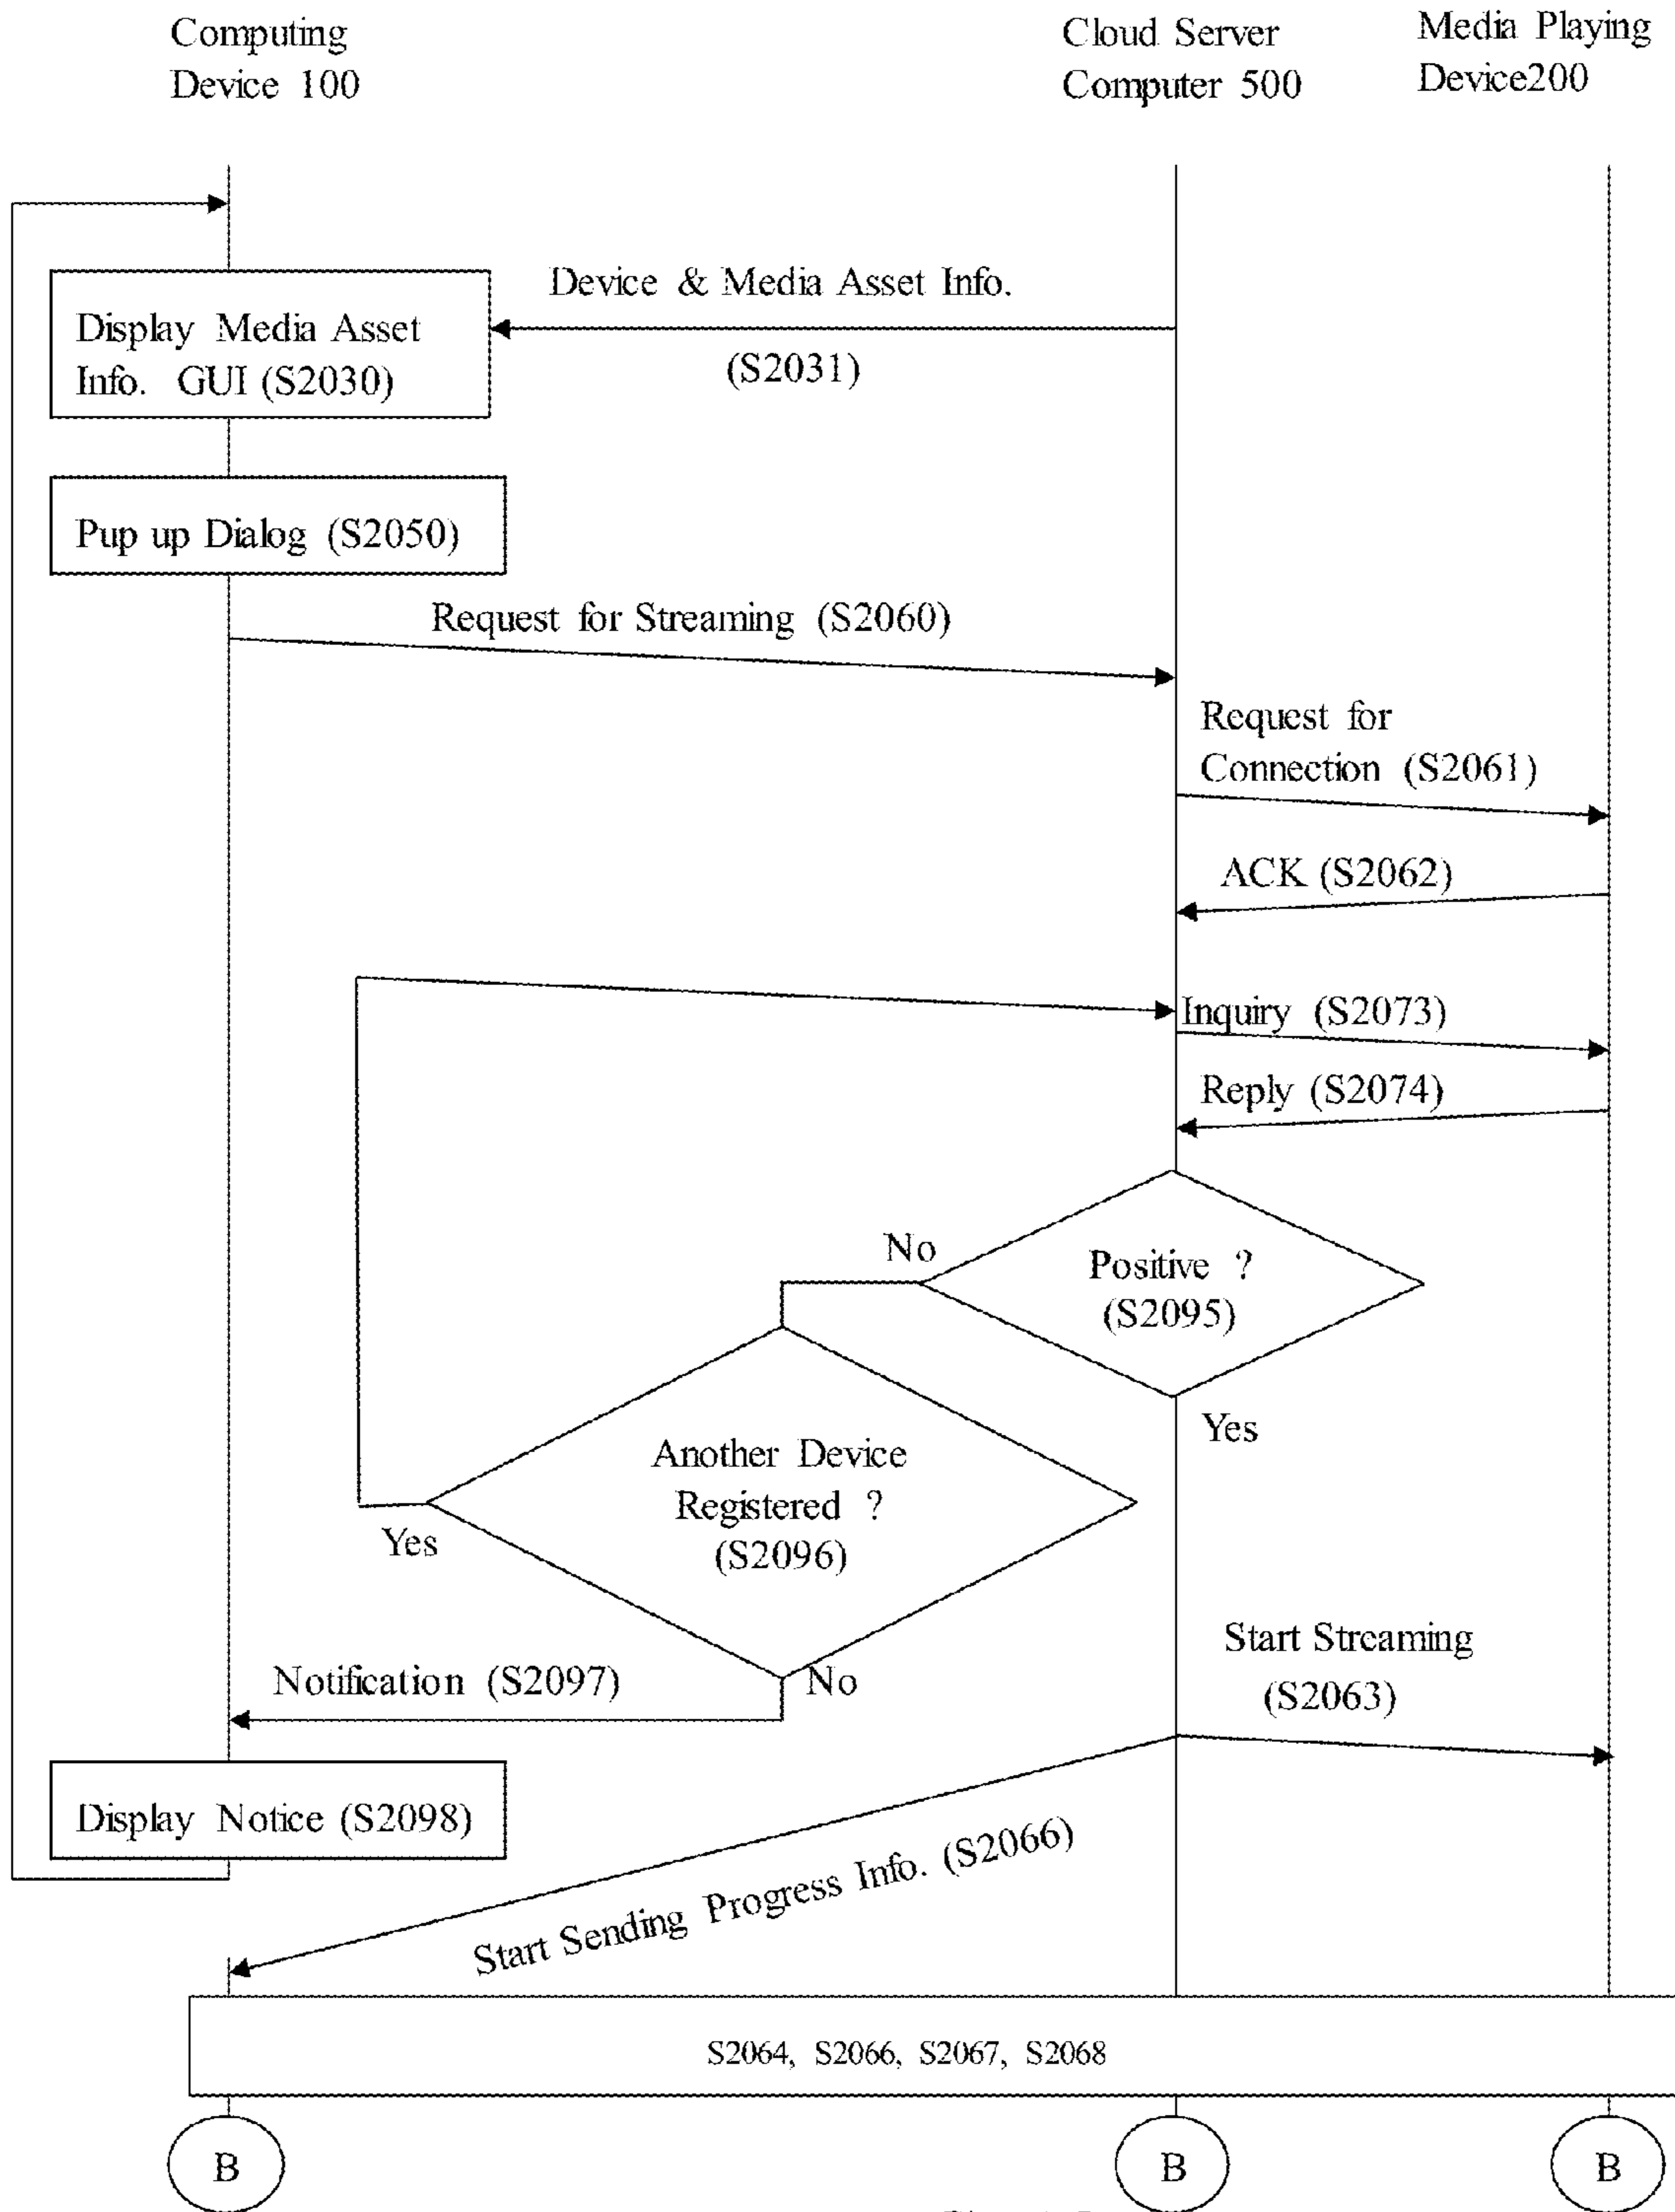 Computing
Device 100
Cloud Server
Computer 500
Media Playing
Device200
Device & Media Asset Info.
(S2031)
Display Media Asset
Info. GUI (S2030)
Pup up Dialog (S2050)
Request for Streaming (S2060)
Request for
Connection (S2061)
ACK (S2062)
Inquiry (S2073)
Reply (S2074)
No
Positive ?
(S2095)
Yes
Another Device
Registered ?
(S2096)
Yes
Start Streaming
(S2063)
Notification (S2097)
No
Display Notice (S2098)
Start Sending Progress Info. (S2066)
S2064, S2066, S2067, S2068
B
B
B